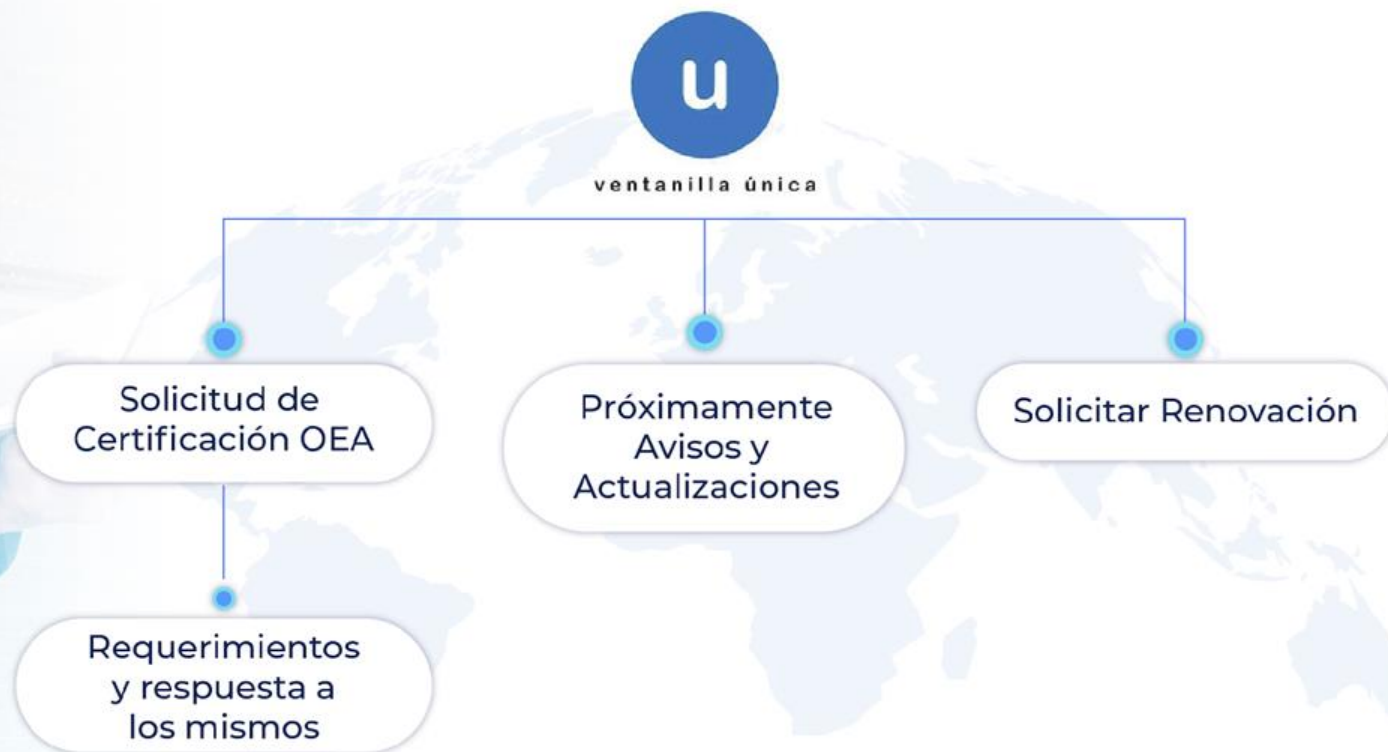 u
ventanilla única
Solicitud de
Certificación OEA
Próximamente
Avisos y
Actualizaciones
Solicitar Renovación
Requerimientos
y respuesta a
los mismos